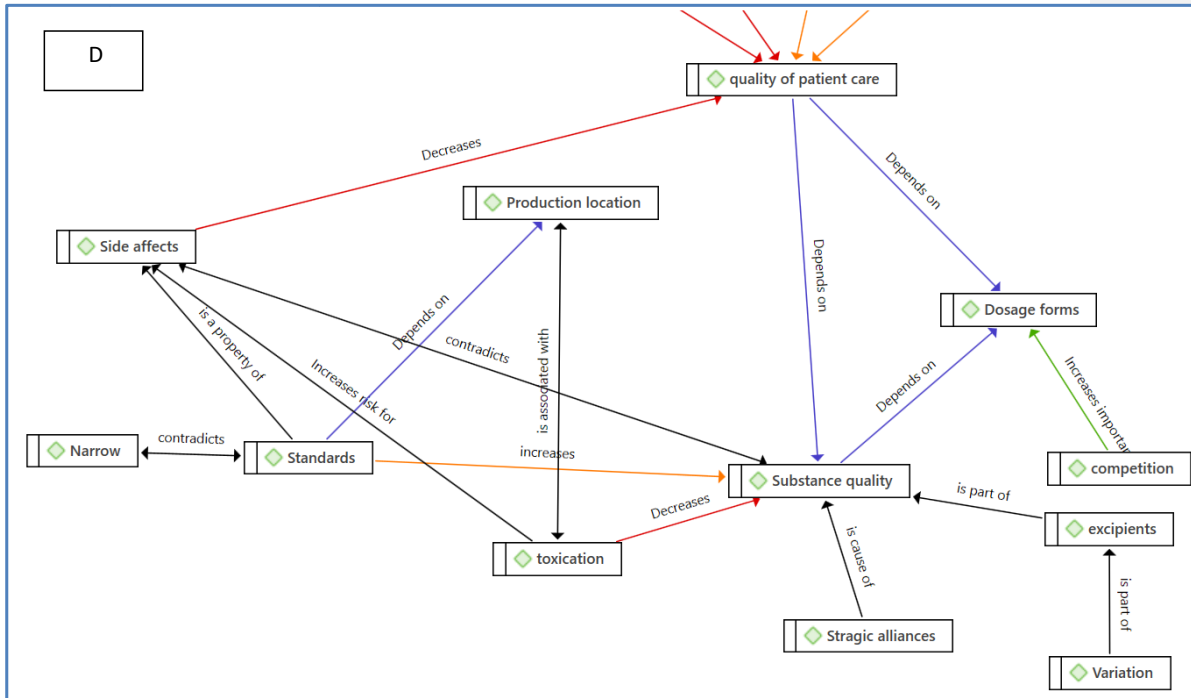 D
quality of patient care
Decreases
Depends on
Production location
Side affects
Depends on
Dosage forms
Depends on
is a property of
contradicts
Increases risk for
is associated with
Depends on
Increases importan
Narrow
contradicts
Standards
increases
Substance quality
competition
Decreases
is part of
excipients
toxication
is cause of
is part of
Stragic alliances
Variation